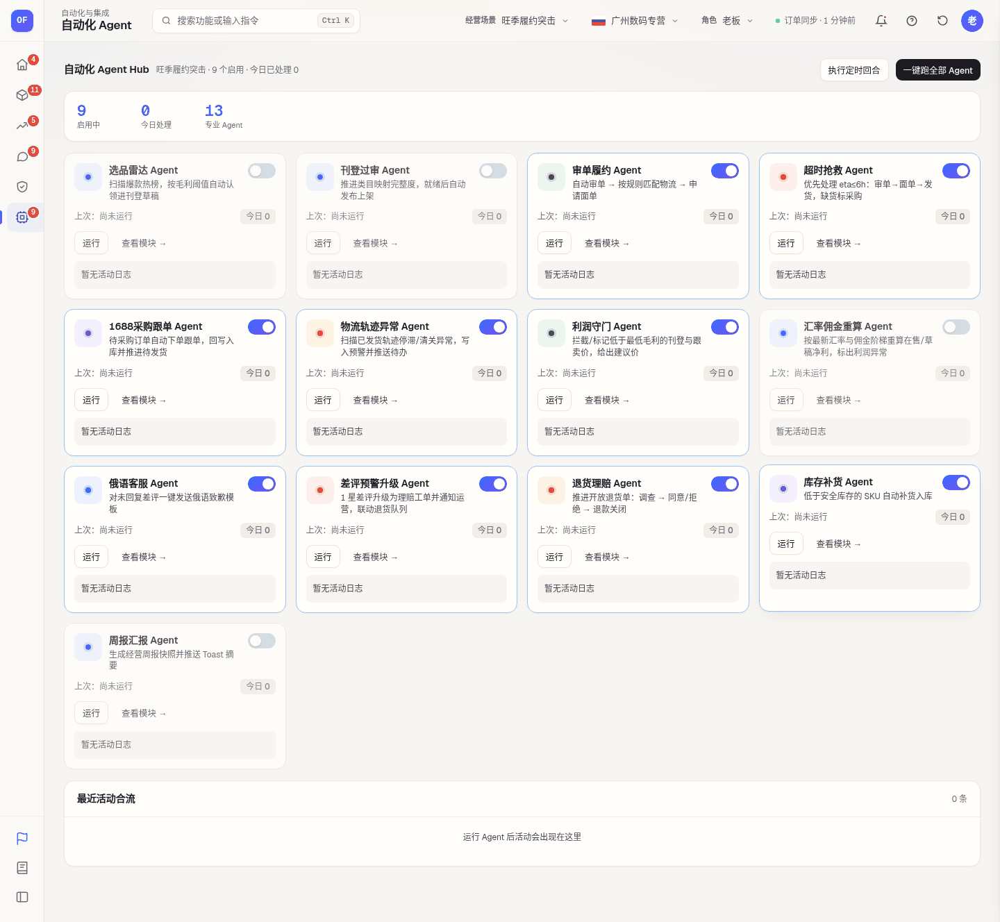 OF
自动化与集成
自动化 Agent
搜索功能或输入指令
Ctrl K
经营场景 旺季履约突击
广州数码专营
角色 老板
订单同步 · 1 分钟前
老
4
11
5
9
9
自动化 Agent Hub
旺季履约突击 · 9 个启用 · 今日已处理 0
执行定时回合
一键跑全部 Agent
9
启用中
0
今日处理
13
专业 Agent
选品雷达 Agent
扫描爆款热榜，按毛利阈值自动认
领进刊登草稿
上次：尚未运行
今日 0
运行
查看模块 →
暂无活动日志
刊登过审 Agent
推进类目映射完整度，就绪后自动
发布上架
上次：尚未运行
今日 0
运行
查看模块 →
暂无活动日志
审单履约 Agent
自动审单 → 按规则匹配物流 → 申
请面单
上次：尚未运行
今日 0
运行
查看模块 →
暂无活动日志
超时抢救 Agent
优先处理 eta≤6h：审单→面单→发
货，缺货标采购
上次：尚未运行
今日 0
运行
查看模块 →
暂无活动日志
1688采购跟单 Agent
待采购订单自动下单跟单，回写入
库并推进待发货
上次：尚未运行
今日 0
运行
查看模块 →
暂无活动日志
物流轨迹异常 Agent
扫描已发货轨迹停滞/清关异常，写
入预警并推送待办
上次：尚未运行
今日 0
运行
查看模块 →
暂无活动日志
利润守门 Agent
拦截/标记低于最低毛利的刊登与跟
卖价，给出建议价
上次：尚未运行
今日 0
运行
查看模块 →
暂无活动日志
汇率佣金重算 Agent
按最新汇率与佣金阶梯重算在售/草
稿净利，标出利润异常
上次：尚未运行
今日 0
运行
查看模块 →
暂无活动日志
俄语客服 Agent
对未回复差评一键发送俄语致歉模
板
上次：尚未运行
今日 0
运行
查看模块 →
暂无活动日志
差评预警升级 Agent
1 星差评升级为理赔工单并通知运
营，联动退货队列
上次：尚未运行
今日 0
运行
查看模块 →
暂无活动日志
退货理赔 Agent
推进开放退货单：调查 → 同意/拒
绝 → 退款关闭
上次：尚未运行
今日 0
运行
查看模块 →
暂无活动日志
库存补货 Agent
低于安全库存的 SKU 自动补货入库
上次：尚未运行
今日 0
运行
查看模块 →
暂无活动日志
周报汇报 Agent
生成经营周报快照并推送 Toast 摘
要
上次：尚未运行
今日 0
运行
查看模块 →
暂无活动日志
最近活动合流
0 条
运行 Agent 后活动会出现在这里